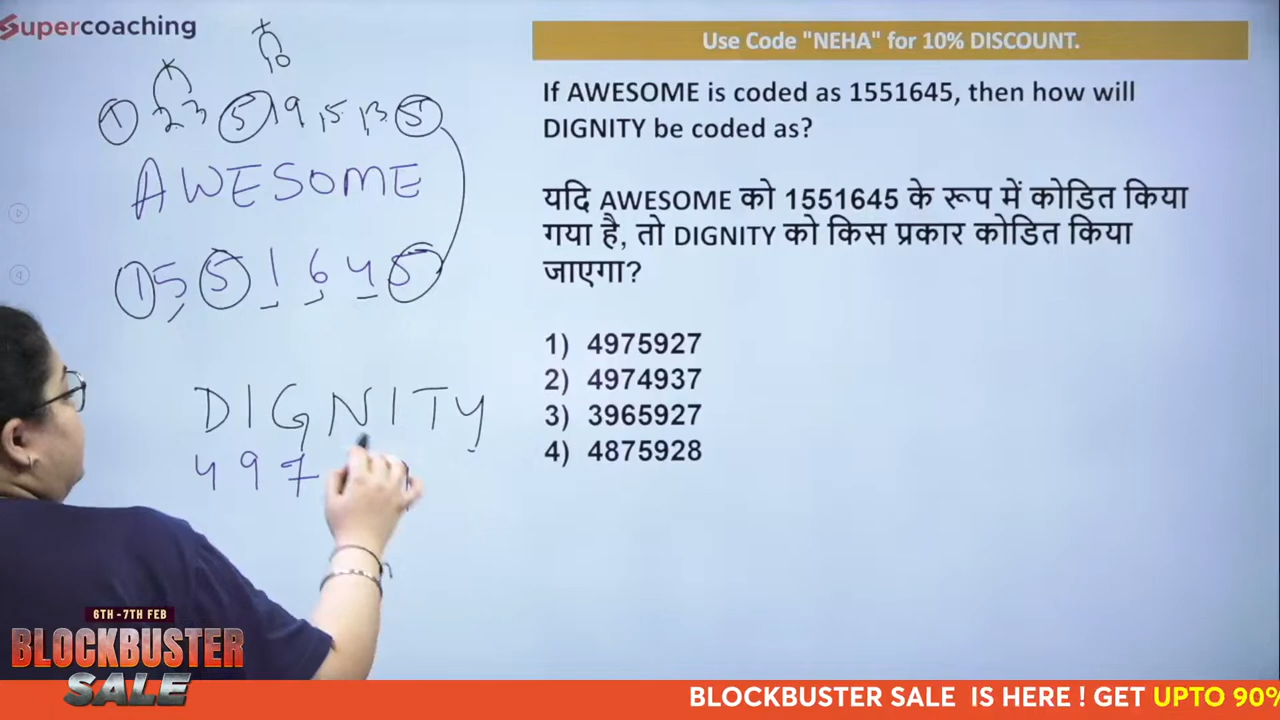 Supercoaching
Use Code "NEHA" for 10% DISCOUNT.
If AWESOME is coded as 1551645, then how will
DIGNITY be coded as?
यदि AWESOME को 1551645 के रूप में कोडित किया
गया है, तो DIGNITY को किस प्रकार कोडित किया
जाएगा?
1) 4975927
2) 4974937
3) 3965927
4) 4875928
+ +
10
1 23 5 19 15 13 5
AWESOME
1 5 5 1 6 4 5
DIGNITY
4 9 7
6TH -7TH FEB
BLOCKBUSTER
SALE
BLOCKBUSTER SALE IS HERE ! GET UPTO 90%